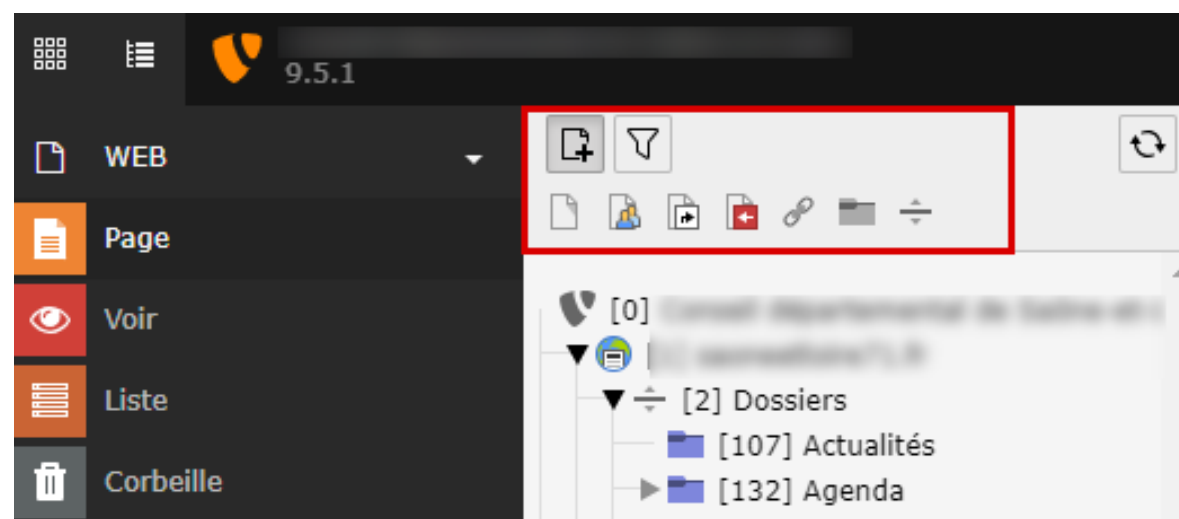 9.5.1
WEB
Page
Voir
Liste
Corbeille
[0]
[2] Dossiers
[107] Actualités
[132] Agenda